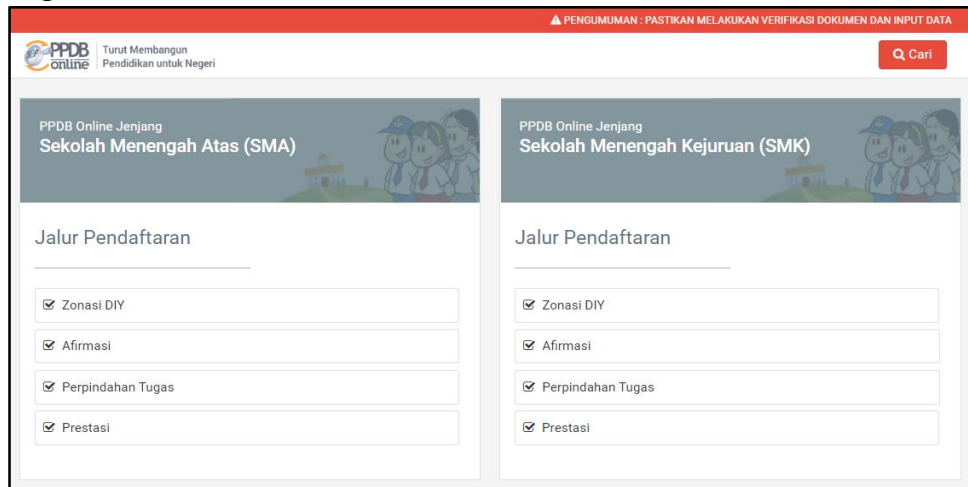 PENGUMUMAN : PASTIKAN MELAKUKAN VERIFIKASI DOKUMEN DAN INPUT DATA
PPDB
online
Turut Membangun
Pendidikan untuk Negeri
Cari
PPDB Online Jenjang
Sekolah Menengah Atas (SMA)
Jalur Pendaftaran
Zonasi DIY
Afirmasi
Perpindahan Tugas
Prestasi
PPDB Online Jenjang
Sekolah Menengah Kejuruan (SMK)
Jalur Pendaftaran
Zonasi DIY
Afirmasi
Perpindahan Tugas
Prestasi